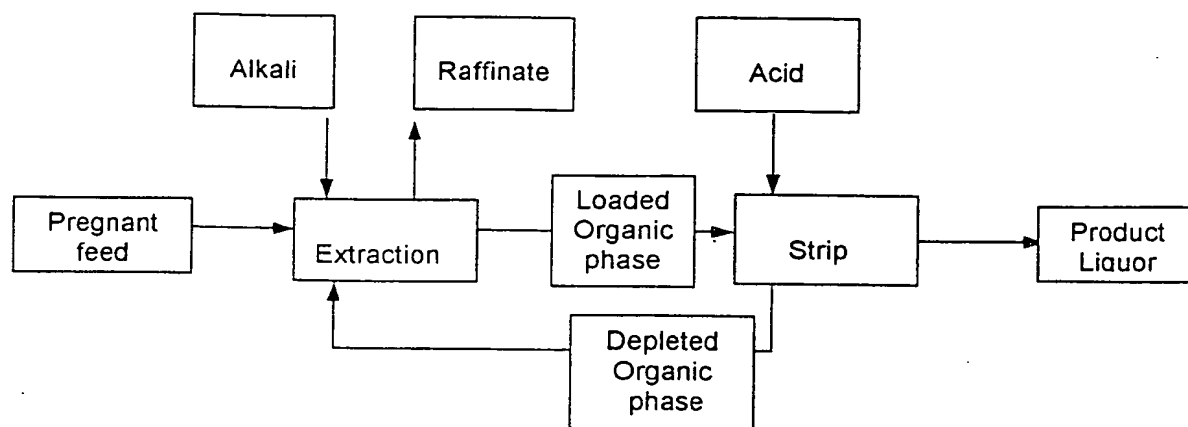 Alkali
Raffinate
Acid
Pregnant
feed
Extraction
Loaded
Organic
phase
Strip
Product
Liquor
Depleted
Organic
phase